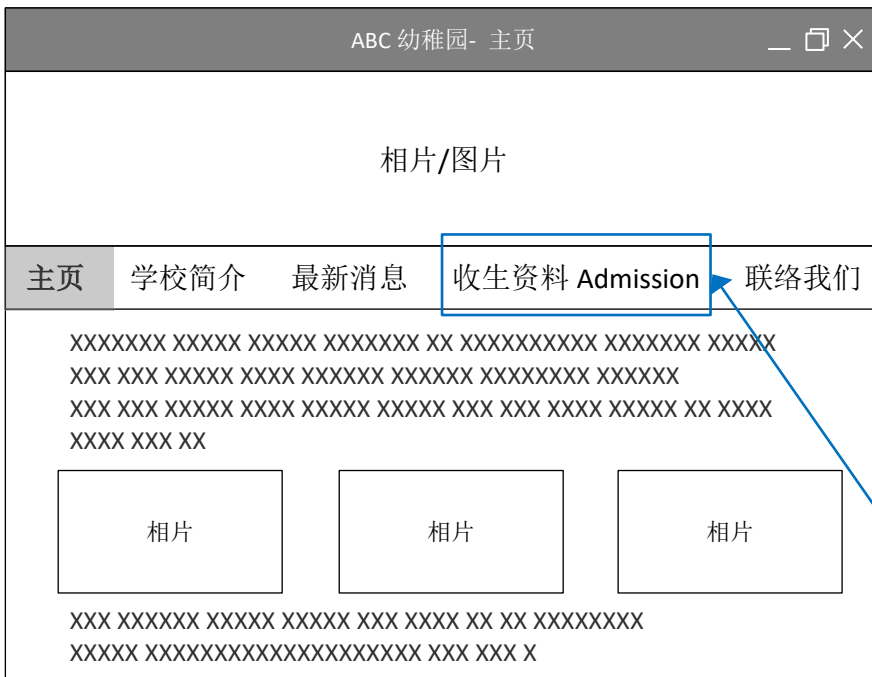 ABC 幼稚园- 主页
相片/图片
主页 学校简介 最新消息 收生资料 Admission 联络我们
XXXXXXX XXXXX XXXXX XXXXXXX XX XXXXXXXXXX XXXXXXX XXXXX
XXX XXX XXXXX XXXX XXXXXX XXXXXX XXXXXXXX XXXXXX
XXX XXX XXXXX XXXX XXXXX XXXXX XXX XXX XXXX XXXXX XX XXXX
XXXX XXX XX
相片 相片 相片
XXX XXXXXX XXXXX XXXXX XXX XXXX XX XX XXXXXXXX
XXXXX XXXXXXXXXXXXXXXXXXXX XXX XXX X